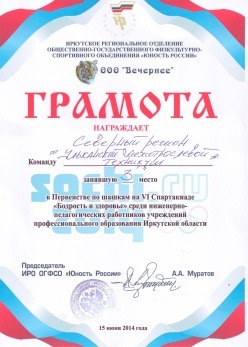 ИРКУТСКОЕ РЕГИОНАЛЬНОЕ ОТДЕЛЕНИЕ
ОБЩЕСТВЕННО-ГОСУДАРСТВЕННОГО ФИЗКУЛЬТУРНО-
СПОРТИВНОГО ОБЪЕДИНЕНИЯ «ЮНОСТЬ РОССИИ»
ООО "Вечернее"
ГРАМОТА
НАГРАЖДАЕТ
Северный регион
Команду техникум
занявшую 3 место
в Первенстве по шашкам на VI Спартакиаде
«Бодрость и здоровье» среди инженерно-
педагогических работников учреждений
профессионального образования Иркутской области
Председатель
ИРО ОГФСО «Юность России»
А.А. Муратов
15 июня 2014 года